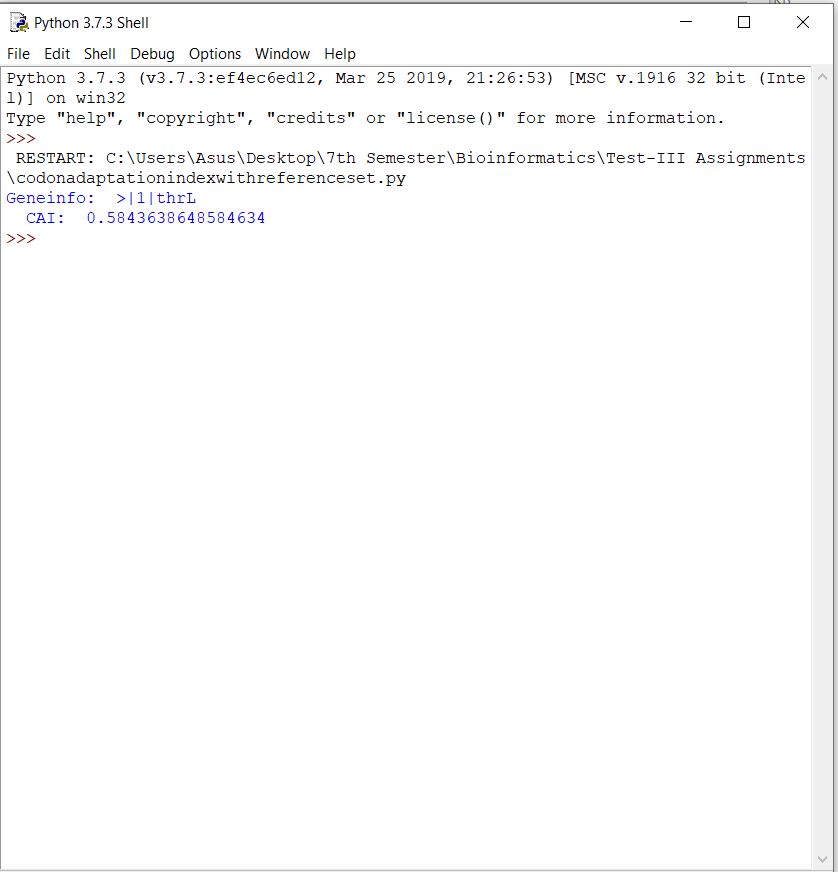 Python 3.7.3 Shell
File Edit Shell Debug Options Window Help
Python 3.7.3 (v3.7.3:ef4ec6ed12, Mar 25 2019, 21:26:53) [MSC v.1916 32 bit (Inte
l)] on win32
Type "help", "copyright", "credits" or "license()" for more information.
>>>
 RESTART: C:\Users\Asus\Desktop\7th Semester\Bioinformatics\Test-III Assignments
\codonadaptationindexwithreferenceset.py
Geneinfo:  >|1|thrL
  CAI:  0.5843638648584634
>>>